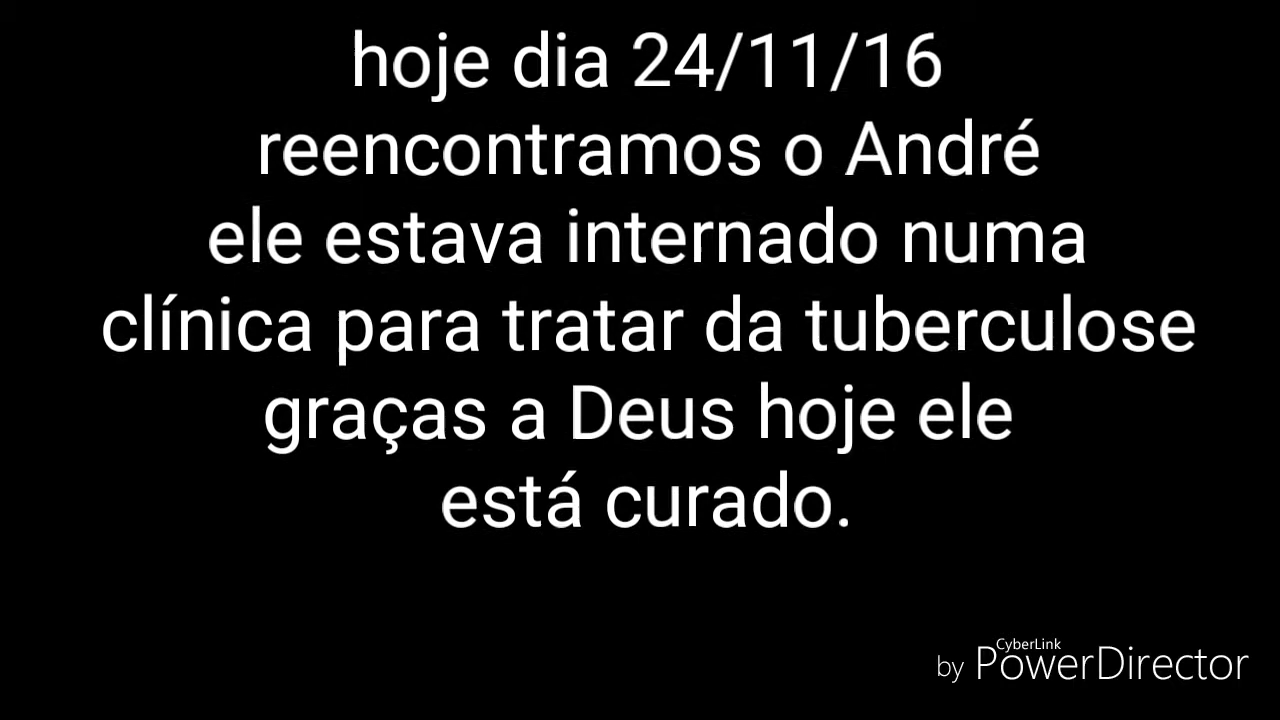 hoje dia 24/11/16
reencontramos o André
ele estava internado numa
clínica para tratar da tuberculose
graças a Deus hoje ele
está curado.
by CyberLink PowerDirector